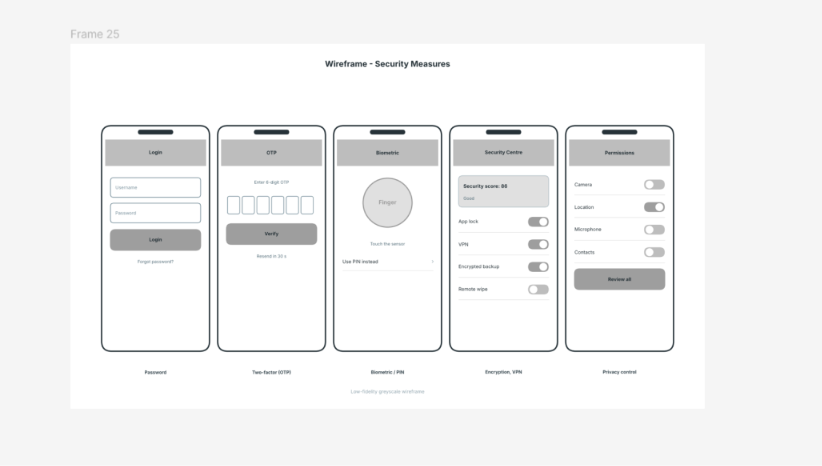 Frame 25
Wireframe - Security Measures
Login
Username
Password
Login
Forgot password?
OTP
Enter 6-digit OTP
Verify
Resend in 30 s
Biometric
Finger
Touch the sensor
Use PIN instead ›
Security Centre
Security score: 86
Good
App lock
VPN
Encrypted backup
Remote wipe
Permissions
Camera
Location
Microphone
Contacts
Review all
Password
Two-factor (OTP)
Biometric / PIN
Encryption, VPN
Privacy control
Low-fidelity greyscale wireframe